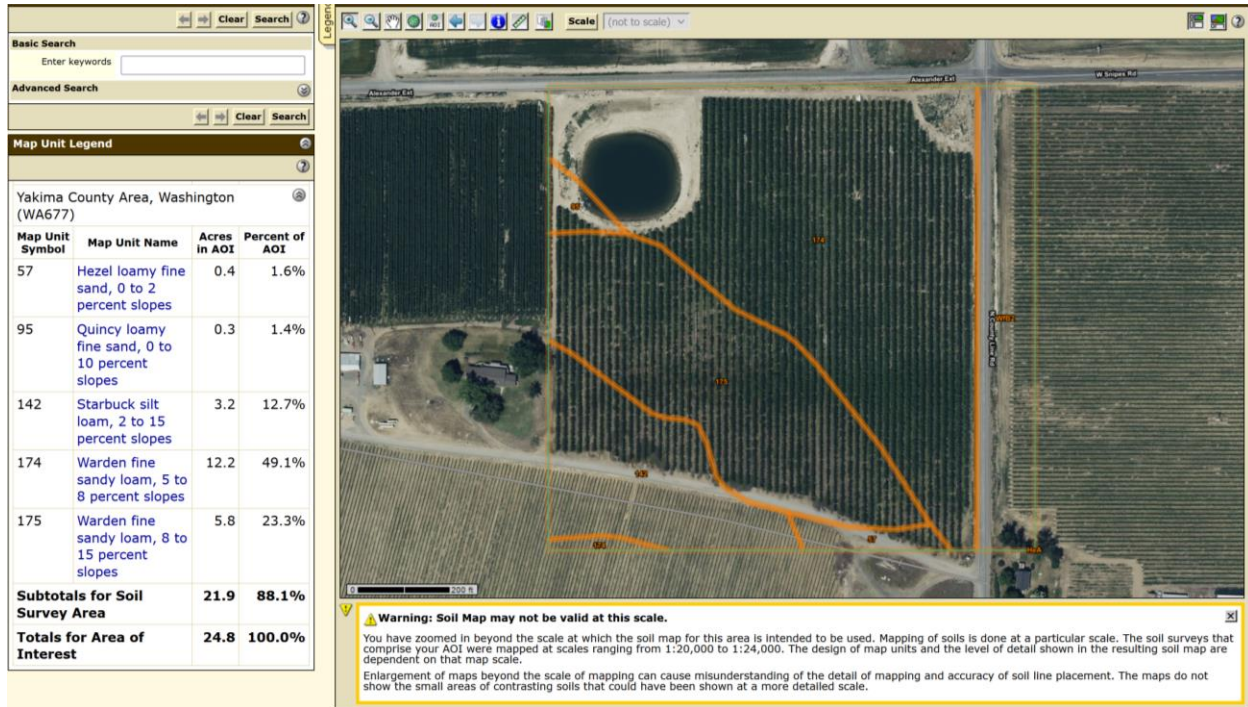 Clear Search
Basic Search
Enter keywords
Advanced Search
Clear Search
Map Unit Legend
Yakima County Area, Washington
(WA677)
Map Unit Symbol Map Unit Name Acres in AOI Percent of AOI
57 Hezel loamy fine sand, 0 to 2 percent slopes 0.4 1.6%
95 Quincy loamy fine sand, 0 to 10 percent slopes 0.3 1.4%
142 Starbuck silt loam, 2 to 15 percent slopes 3.2 12.7%
174 Warden fine sandy loam, 5 to 8 percent slopes 12.2 49.1%
175 Warden fine sandy loam, 8 to 15 percent slopes 5.8 23.3%
Subtotals for Soil Survey Area 21.9 88.1%
Totals for Area of Interest 24.8 100.0%
Legend
AOI
Scale (not to scale)
Alexander Ext
Alexander Ext
W Snipes Rd
95
174
N County Line Rd
175
142
57
174
HeA
0 200 ft
Warning: Soil Map may not be valid at this scale.
You have zoomed in beyond the scale at which the soil map for this area is intended to be used. Mapping of soils is done at a particular scale. The soil surveys that
comprise your AOI were mapped at scales ranging from 1:20,000 to 1:24,000. The design of map units and the level of detail shown in the resulting soil map are
dependent on that map scale.
Enlargement of maps beyond the scale of mapping can cause misunderstanding of the detail of mapping and accuracy of soil line placement. The maps do not
show the small areas of contrasting soils that could have been shown at a more detailed scale.